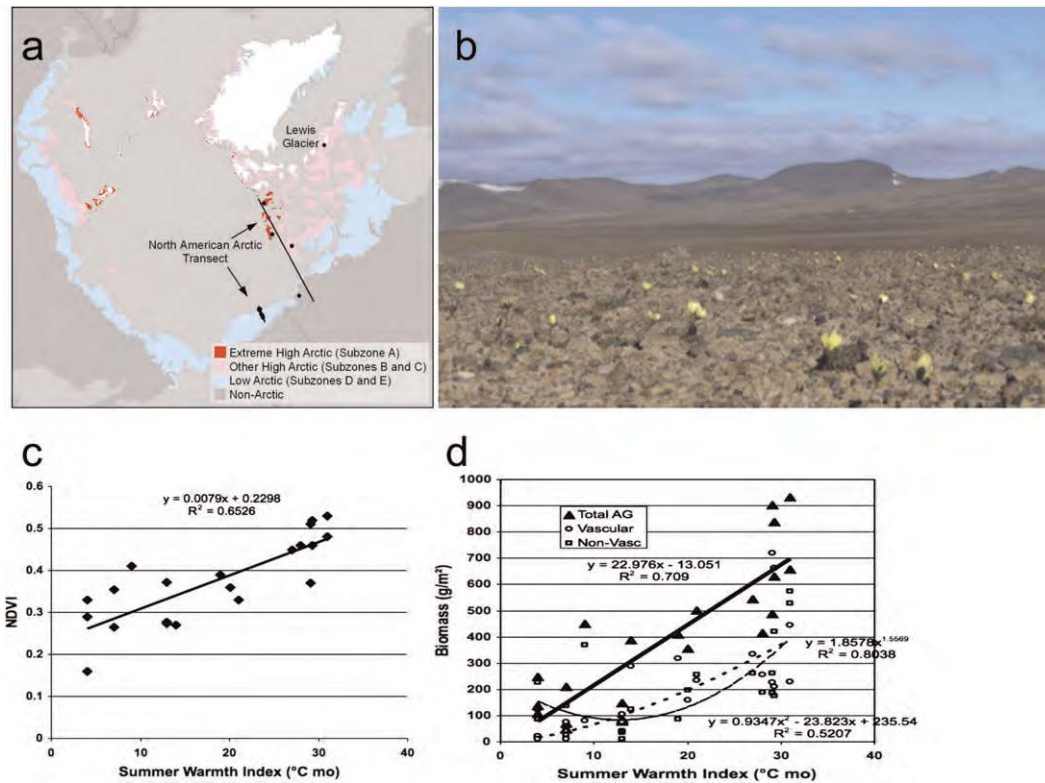 a
Lewis
Glacier
North American Arctic
Transect
Extreme High Arctic (Subzone A)
Other High Arctic (Subzones B and C)
Low Arctic (Subzones D and E)
Non-Arctic
b
c
0.6
0.5
0.4
0.3
0.2
0.1
0
NDVI
y = 0.0079x + 0.2298
R² = 0.6526
0
10
20
30
40
Summer Warmth Index (°C mo)
d
1000
900
800
700
600
500
400
300
200
100
0
Biomass (g/m²)
Total AG
Vascular
Non-Vasc
y = 22.976x - 13.051
R² = 0.709
y = 1.8578x^1.5569
R² = 0.8038
y = 0.9347x² - 23.823x + 235.54
R² = 0.5207
0
10
20
30
40
Summer Warmth Index (°C mo)